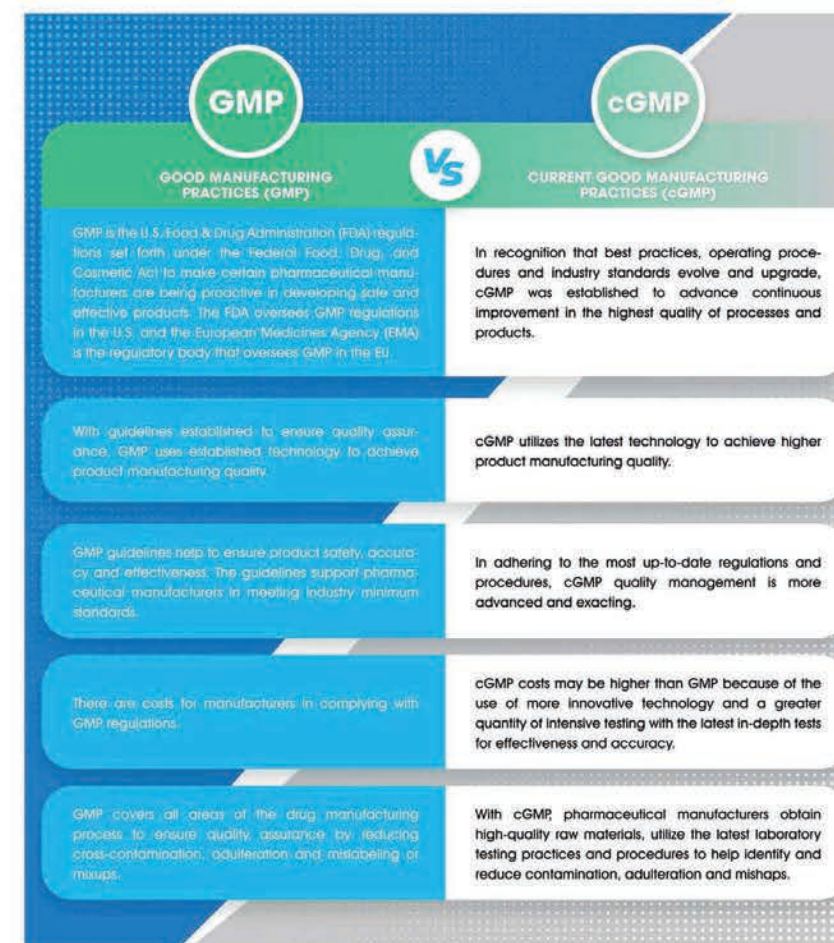 GMP
cGMP
VS
GOOD MANUFACTURING
PRACTICES (GMP)
CURRENT GOOD MANUFACTURING
PRACTICES (cGMP)
GMP is the U.S. Food & Drug Administration (FDA) regula-
tions set forth under the Federal Food, Drug, and
Cosmetic Act to make certain pharmaceutical manu-
facturers are being proactive in developing safe and
effective products. The FDA oversees GMP regulations
in the U.S. and the European Medicines Agency (EMA)
is the regulatory body that oversees GMP in the EU.
In recognition that best practices, operating proce-
dures and industry standards evolve and upgrade,
cGMP was established to advance continuous
improvement in the highest quality of processes and
products.
With guidelines established to ensure quality assur-
ance, GMP uses established technology to achieve
product manufacturing quality.
cGMP utilizes the latest technology to achieve higher
product manufacturing quality.
GMP guidelines help to ensure product safety, accura-
cy and effectiveness. The guidelines support pharma-
ceutical manufacturers in meeting industry minimum
standards.
In adhering to the most up-to-date regulations and
procedures, cGMP quality management is more
advanced and exacting.
There are costs for manufacturers in complying with
GMP regulations.
cGMP costs may be higher than GMP because of the
use of more innovative technology and a greater
quantity of intensive testing with the latest in-depth tests
for effectiveness and accuracy.
GMP covers all areas of the drug manufacturing
process to ensure quality assurance by reducing
cross-contamination, adulteration and mislabeling or
mixups.
With cGMP, pharmaceutical manufacturers obtain
high-quality raw materials, utilize the latest laboratory
testing practices and procedures to help identify and
reduce contamination, adulteration and mishaps.